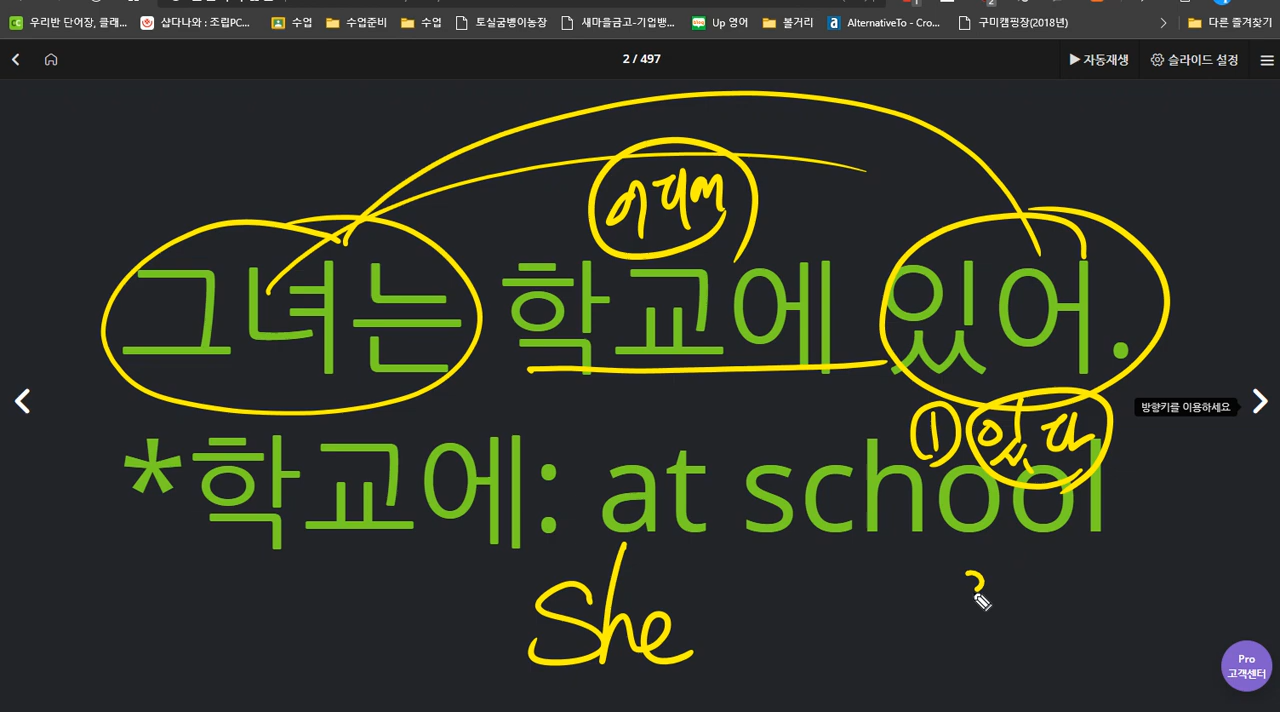 우리반 단어장, 클래... 샵다나와 : 조립PC... 수업 수업준비 수업 토실굼벵이농장 새마을금고-기업뱅... Up 영어 볼거리 AlternativeTo - Cro... 구미캠핑장(2018년) 다른 즐겨찾기
2 / 497 ▶자동재생 슬라이드 설정
그녀는 학교에 있어.
방향키를 이용하세요
① 있다
*학교에: at school
She
Pro
고객센터